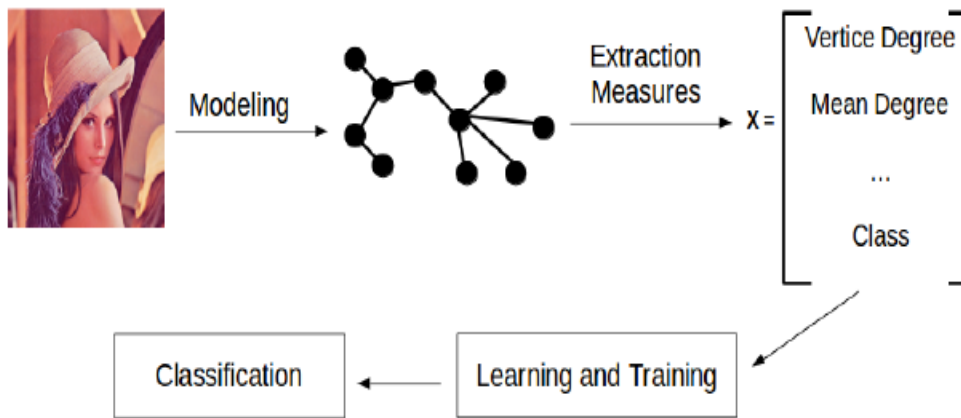 Modeling
Extraction
Measures
X =
Vertice Degree
Mean Degree
...
Class
Classification
Learning and Training